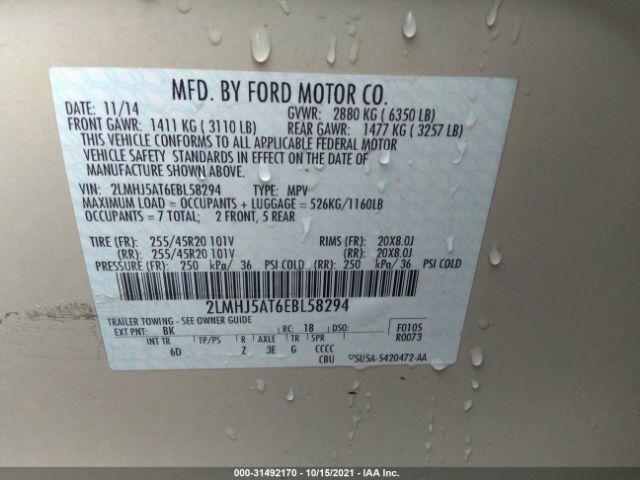 MFD. BY FORD MOTOR CO.
DATE: 11/14 GVWR: 2880 KG ( 6350 LB)
FRONT GAWR: 1411 KG ( 3110 LB) REAR GAWR: 1477 KG ( 3257 LB)
THIS VEHICLE CONFORMS TO ALL APPLICABLE FEDERAL MOTOR
VEHICLE SAFETY STANDARDS IN EFFECT ON THE DATE OF
MANUFACTURE SHOWN ABOVE.
VIN: 2LMHJ5AT6EBL58294 TYPE: MPV
MAXIMUM LOAD = OCCUPANTS + LUGGAGE = 526KG/1160LB
OCCUPANTS = 7 TOTAL; 2 FRONT, 5 REAR
TIRE (FR): 255/45R20 101V RIMS (FR): 20X8.0J
(RR): 255/45R20 101V (RR): 20X8.0J
PRESSURE (FR): 250 kPa/ 36 PSI COLD (RR): 250 kPa/ 36 PSI COLD
2LMHJ5AT6EBL58294
TRAILER TOWING - SEE OWNER GUIDE
EXT PNT: BK RC: 18 DSO: F0105
R0073
INT TR TP/PS R AXLE TR SPR
6D Z 3E G CCCC
CBU SU5A-5420472-AA
000-31492170 - 10/15/2021 - IAA Inc.